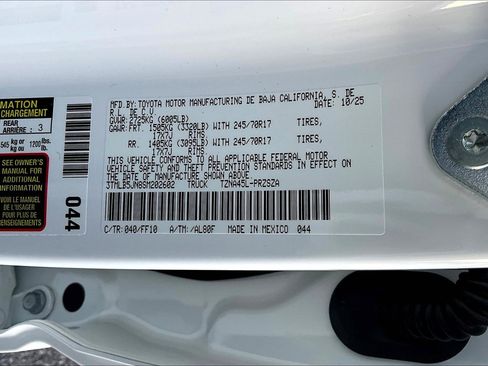 MFD.BY:TOYOTA MOTOR MANUFACTURING DE BAJA CALIFORNIA, S. DE
R. L. DE C.V. 10/25
GVWR: 2725KG (6005LB)
GAWR:FRT. 1505KG (3320LB) WITH 245/70R17 TIRES,
17X7J RIMS
RR. 1405KG (3095LB) WITH 245/70R17 TIRES,
17X7J RIMS
THIS VEHICLE CONFORMS TO ALL APPLICABLE FEDERAL MOTOR
VEHICLE SAFETY AND THEFT PREVENTION STANDARDS IN EFFECT ON
THE DATE OF MANUFACTURE SHOWN ABOVE.
3TMLB5JN8SM202602 TRUCK TZNA45L-PRZSZA
C/TR: 040/FF10 A/TM: /AL80F MADE IN MEXICO 044
044
MATION
CHARGEMENT
REAR
ARRIÈRE: 3
545 kg or 1200 lbs.
SEE OWNER'S
MANUAL FOR
ADDITIONAL
INFORMATION
VOIR MANUEL
DE L'USAGER
POUR PLUS DE
RENSEIGNEMENTS